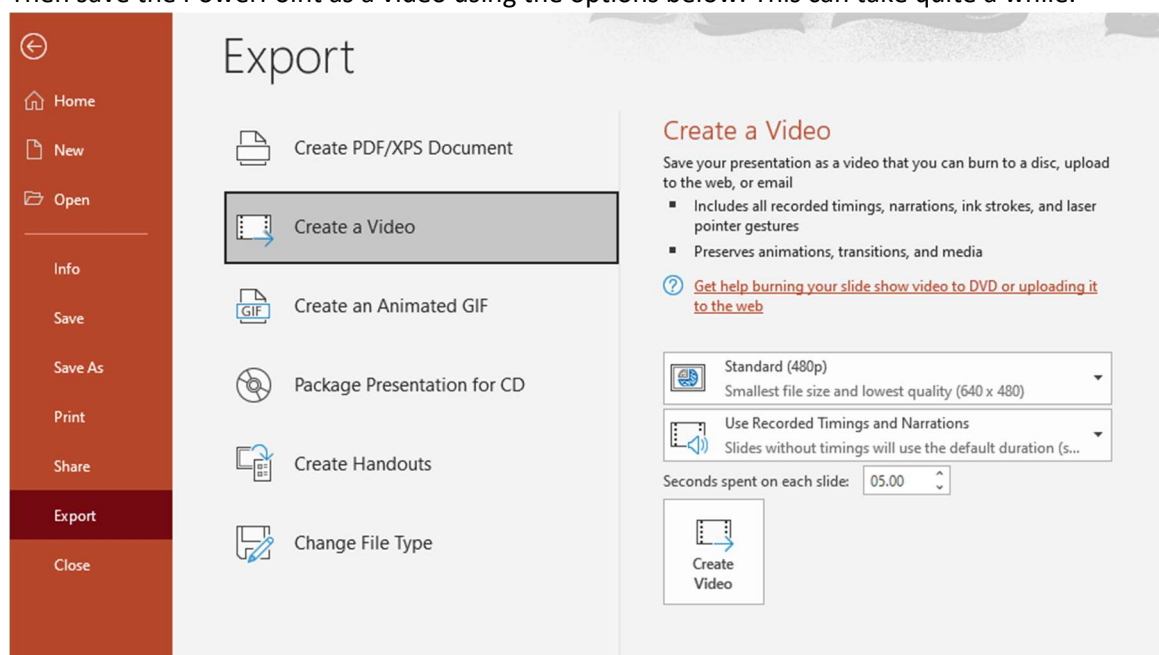 Then save the PowerPoint as a video using the options below. This can take quite a while.
Export
Home
New
Open
Info
Save
Save As
Print
Share
Export
Close
Create PDF/XPS Document
Create a Video
GIF
Create an Animated GIF
Package Presentation for CD
Create Handouts
Change File Type
Create a Video
Save your presentation as a video that you can burn to a disc, upload
to the web, or email
Includes all recorded timings, narrations, ink strokes, and laser
pointer gestures
Preserves animations, transitions, and media
Get help burning your slide show video to DVD or uploading it
to the web
Standard (480p)
Smallest file size and lowest quality (640 x 480)
Use Recorded Timings and Narrations
Slides without timings will use the default duration (s...
Seconds spent on each slide: 05.00
Create
Video